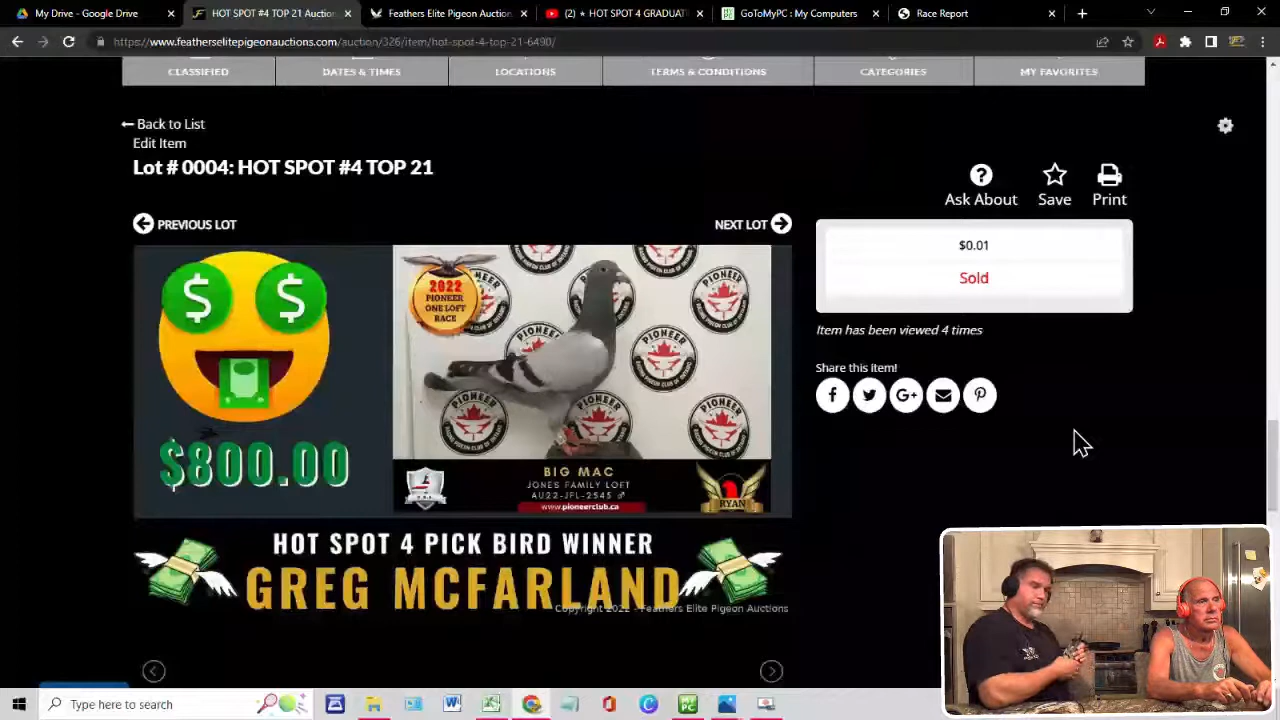 My Drive - Google Drive
HOT SPOT #4 TOP 21 Auction
Feathers Elite Pigeon Auction
(2) ★ HOT SPOT 4 GRADUAT
GoToMyPC : My Computers
Race Report
https://www.featherselitepigeonauctions.com/auction/326/item/hot-spot-4-top-21-6490/
CLASSIFIED
DATES & TIMES
LOCATIONS
TERMS & CONDITIONS
CATEGORIES
MY FAVORITES
Back to List
Edit Item
Lot # 0004: HOT SPOT #4 TOP 21
Ask About
Save
Print
PREVIOUS LOT
NEXT LOT
$0.01
Sold
Item has been viewed 4 times
Share this item!
2022
PIONEER
ONE LOFT
RACE
PIONEER
$800.00
BIG MAC
JONES FAMILY LOFT
AU22-JFL-2545 ♂
www.pioneerclub.ca
RYAN
HOT SPOT 4 PICK BIRD WINNER
GREG MCFARLAND
Copyright 2022 - Feathers Elite Pigeon Auctions
Type here to search